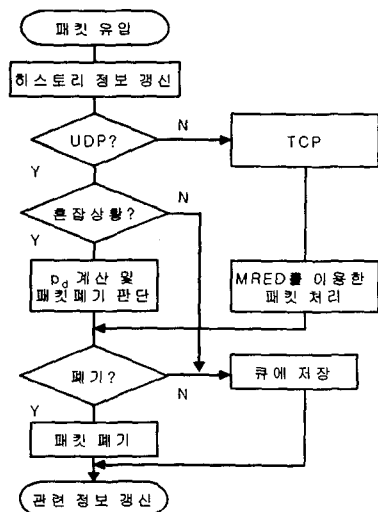 패킷 유입
히스토리 정보 갱신
UDP?
N
TCP
Y
혼잡상황?
N
Y
pd 계산 및
패킷폐기 판단
MRED를 이용한
패킷 처리
폐기?
N
큐에 저장
Y
패킷 폐기
관련 정보 갱신